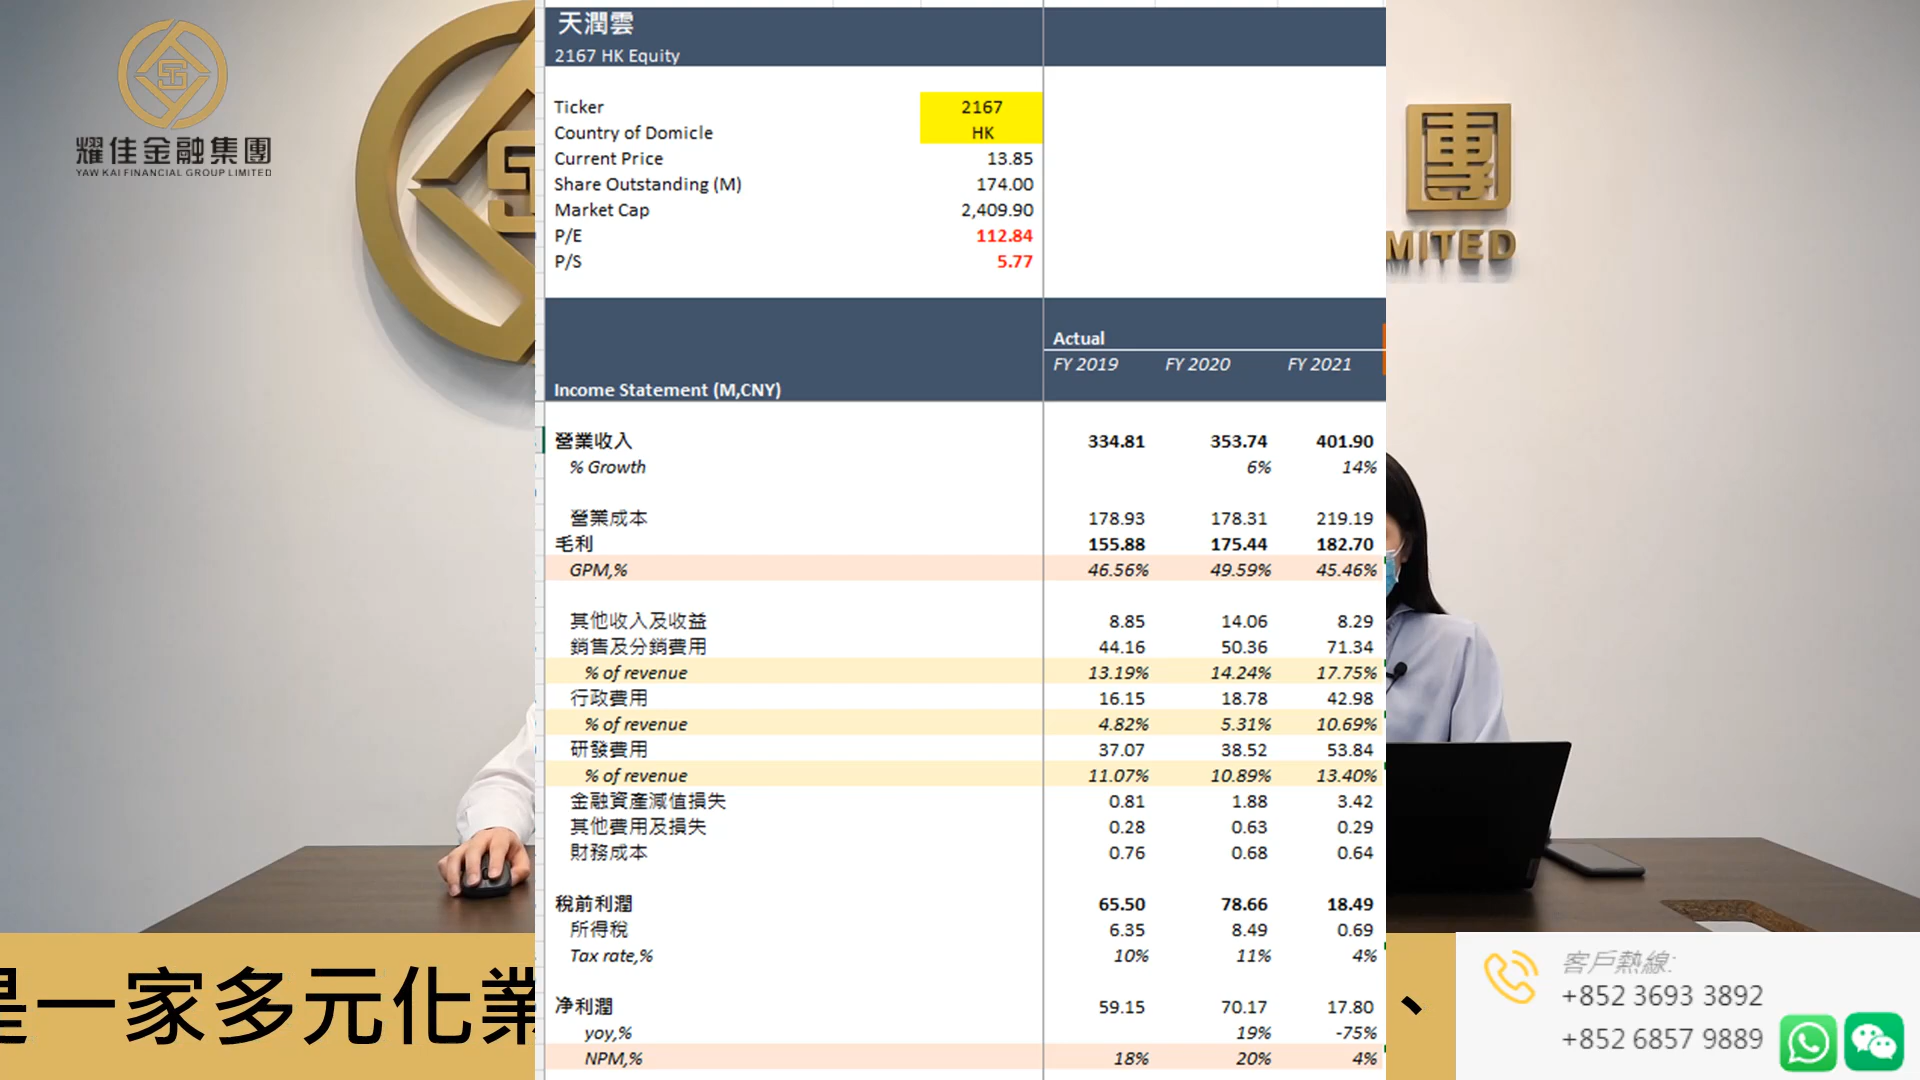 耀佳金融集團
YAW KAI FINANCIAL GROUP LIMITED
團
MITED
天潤雲
2167 HK Equity
Ticker 2167
Country of Domicle HK
Current Price 13.85
Share Outstanding (M) 174.00
Market Cap 2,409.90
P/E 112.84
P/S 5.77
Actual
FY 2019 FY 2020 FY 2021
Income Statement (M,CNY)
營業收入 334.81 353.74 401.90
% Growth 6% 14%
營業成本 178.93 178.31 219.19
毛利 155.88 175.44 182.70
GPM,% 46.56% 49.59% 45.46%
其他收入及收益 8.85 14.06 8.29
銷售及分銷費用 44.16 50.36 71.34
% of revenue 13.19% 14.24% 17.75%
行政費用 16.15 18.78 42.98
% of revenue 4.82% 5.31% 10.69%
研發費用 37.07 38.52 53.84
% of revenue 11.07% 10.89% 13.40%
金融資產減值損失 0.81 1.88 3.42
其他費用及損失 0.28 0.63 0.29
財務成本 0.76 0.68 0.64
稅前利潤 65.50 78.66 18.49
所得稅 6.35 8.49 0.69
Tax rate,% 10% 11% 4%
净利潤 59.15 70.17 17.80
yoy,% 19% -75%
NPM,% 18% 20% 4%
是一家多元化業、
客戶熱線:
+852 3693 3892
+852 6857 9889